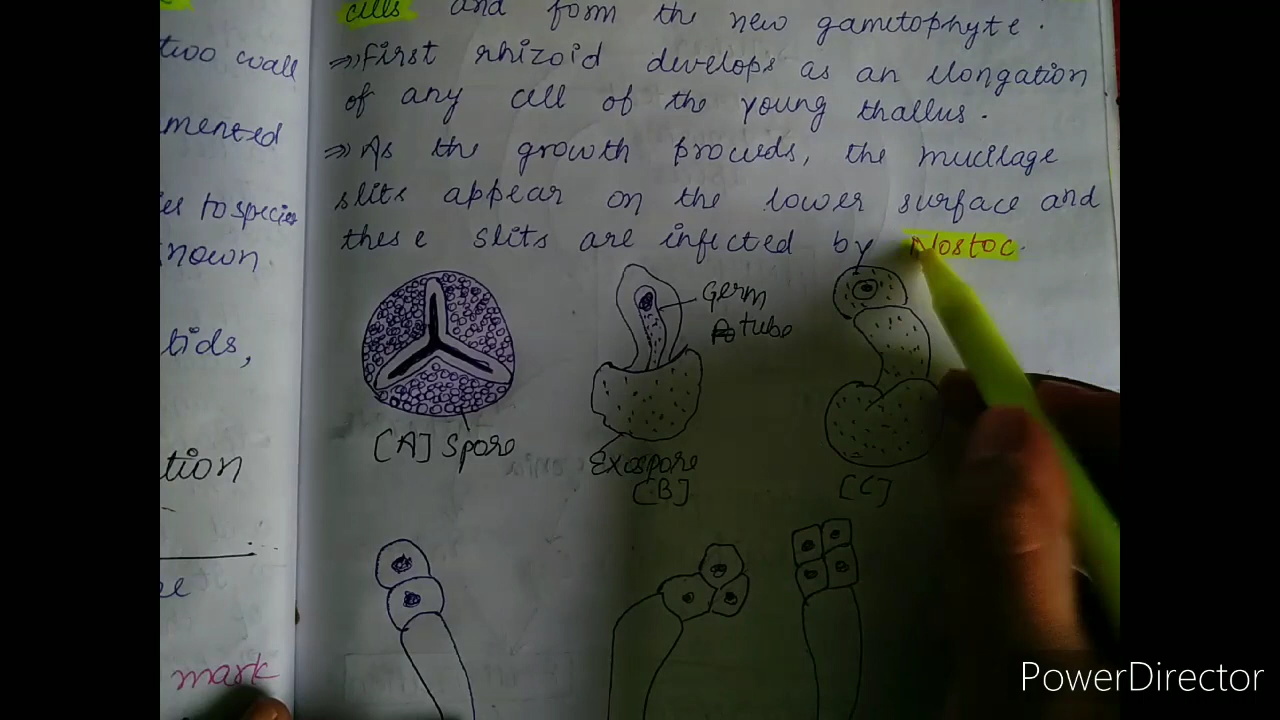 cells and form the new gametophyte.
⇒ First rhizoid develops as an elongation
of any cell of the young thallus.
⇒ As the growth proceeds, the mucilage
slits appear on the lower surface and
these slits are infected by Nostoc.
Germ
tube
[A] Spore
Exospore
[B]
[C]
two wall
mented
to species
nown
tids,
tion
mark
PowerDirector